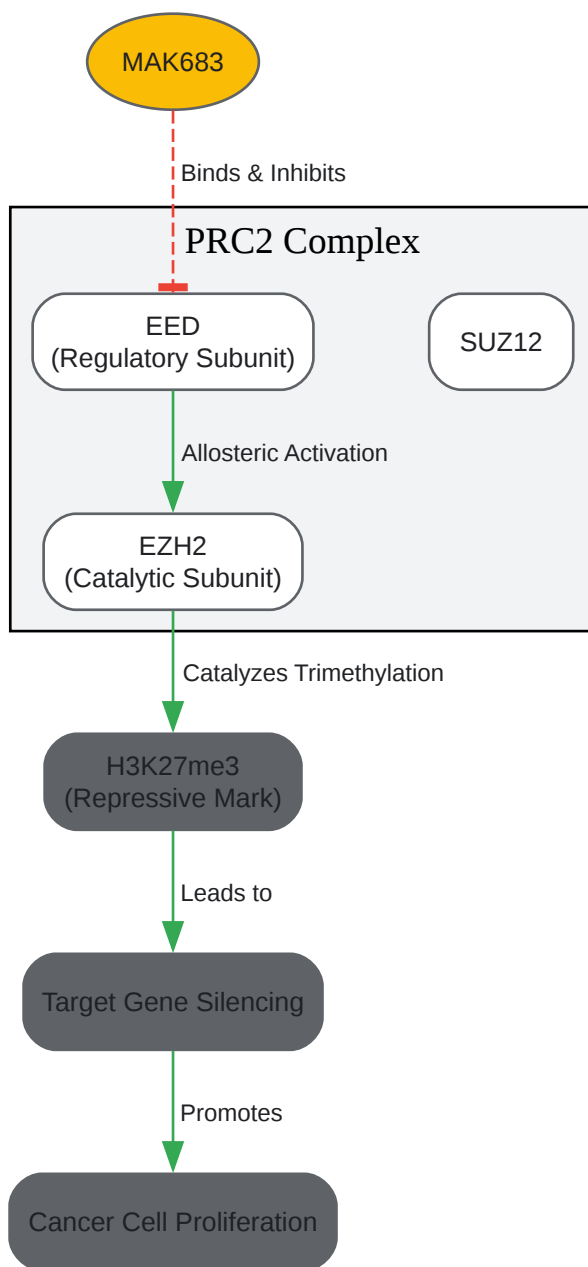 MAK683
Binds & Inhibits
PRC2 Complex
EED
(Regulatory Subunit)
SUZ12
Allosteric Activation
EZH2
(Catalytic Subunit)
Catalyzes Trimethylation
H3K27me3
(Repressive Mark)
Leads to
Target Gene Silencing
Promotes
Cancer Cell Proliferation